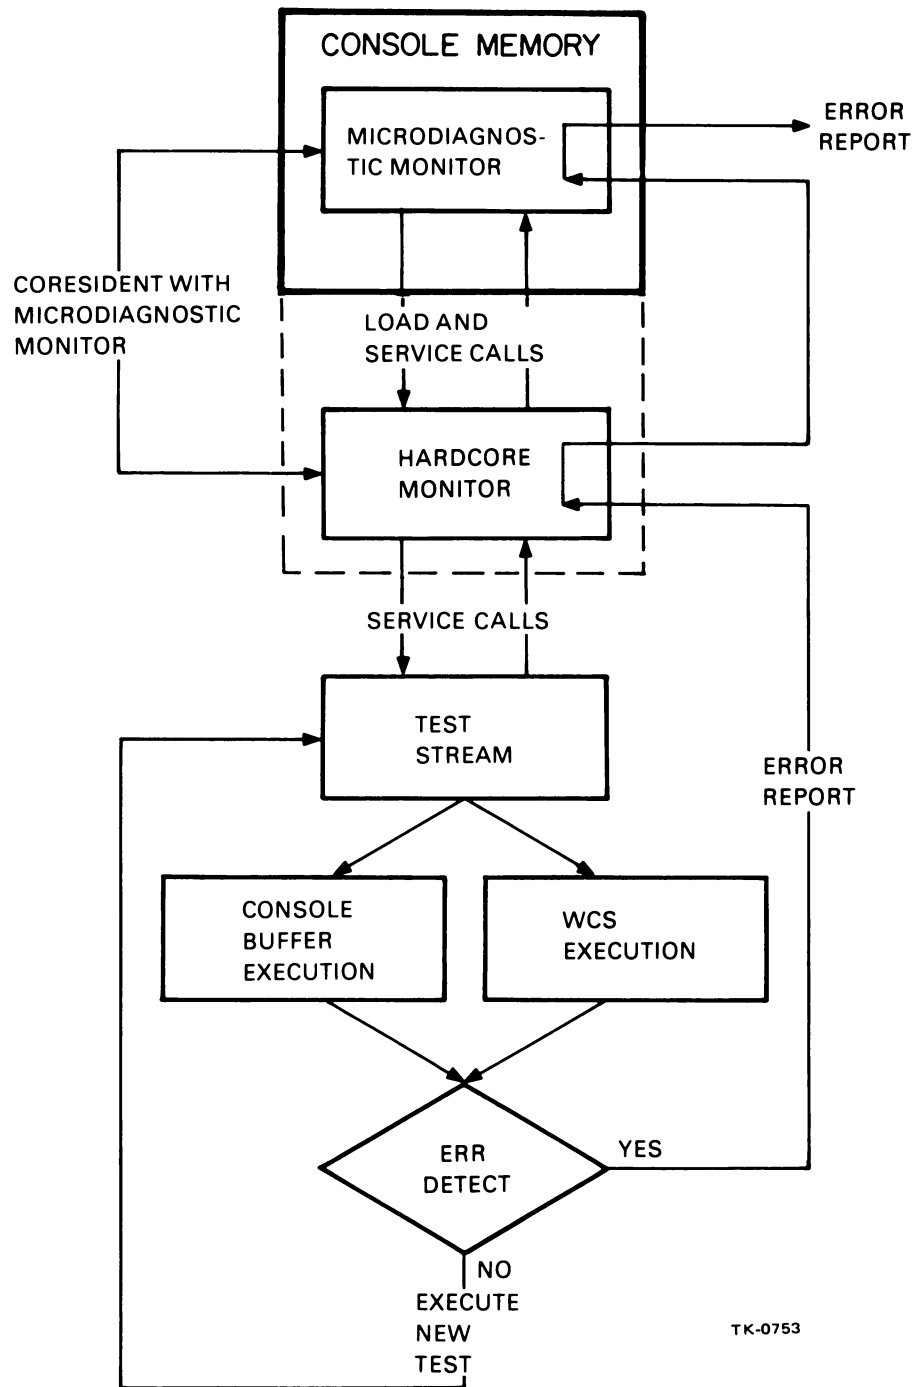 CONSOLE MEMORY
MICRODIAGNOS-
TIC MONITOR
ERROR
REPORT
CORESIDENT WITH
MICRODIAGNOSTIC
MONITOR
LOAD AND
SERVICE CALLS
HARDCORE
MONITOR
SERVICE CALLS
TEST
STREAM
ERROR
REPORT
CONSOLE
BUFFER
EXECUTION
WCS
EXECUTION
ERR
DETECT
YES
NO
EXECUTE
NEW
TEST
TK-0753